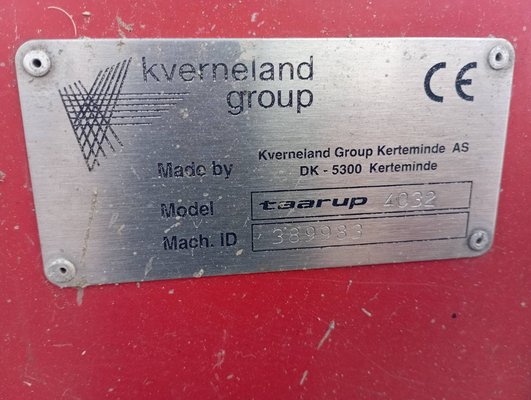 kverneland
group
CE
Made by
Kverneland Group Kerteminde AS
DK - 5300 Kerteminde
Model taarup 4032
Mach. ID 389983